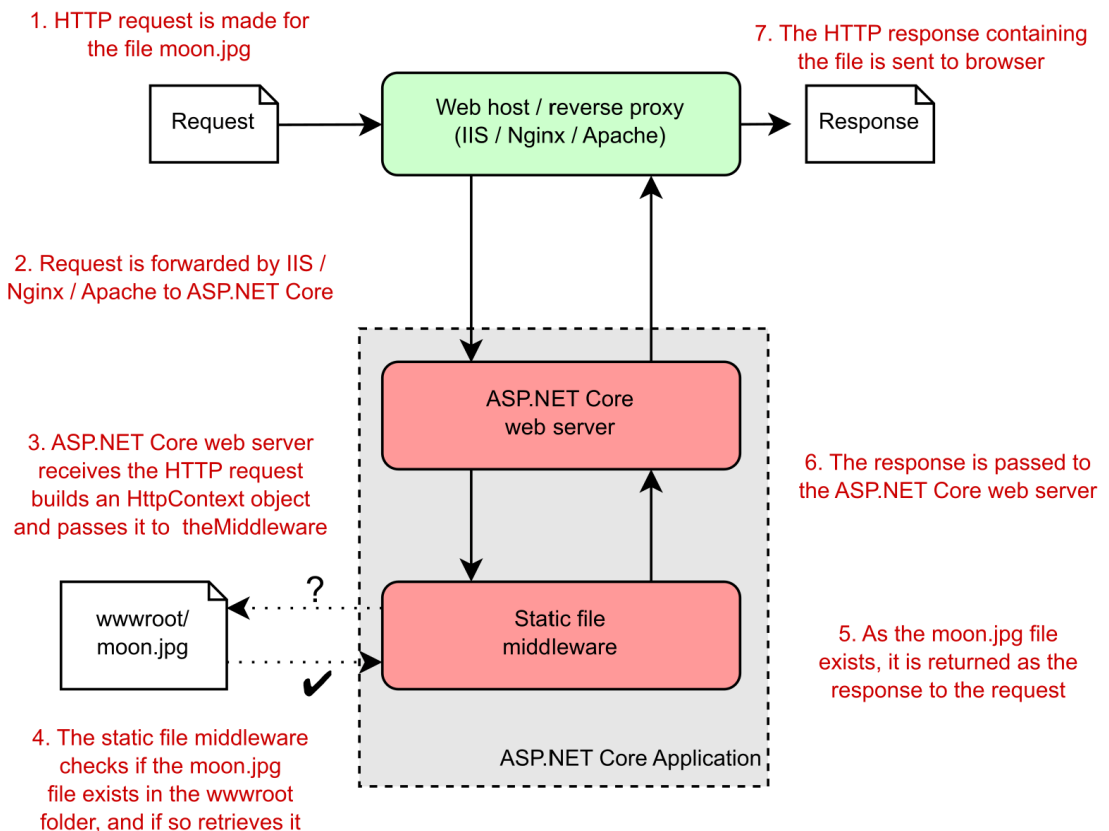 1. HTTP request is made for
the file moon.jpg
7. The HTTP response containing
the file is sent to browser
Request
Web host / reverse proxy
(IIS / Nginx / Apache)
Response
2. Request is forwarded by IIS /
Nginx / Apache to ASP.NET Core
ASP.NET Core
web server
3. ASP.NET Core web server
receives the HTTP request
builds an HttpContext object
and passes it to  theMiddleware
6. The response is passed to
the ASP.NET Core web server
?
wwwroot/
moon.jpg
Static file
middleware
✔
5. As the moon.jpg file
exists, it is returned as the
response to the request
4. The static file middleware
checks if the moon.jpg
file exists in the wwwroot
folder, and if so retrieves it
ASP.NET Core Application